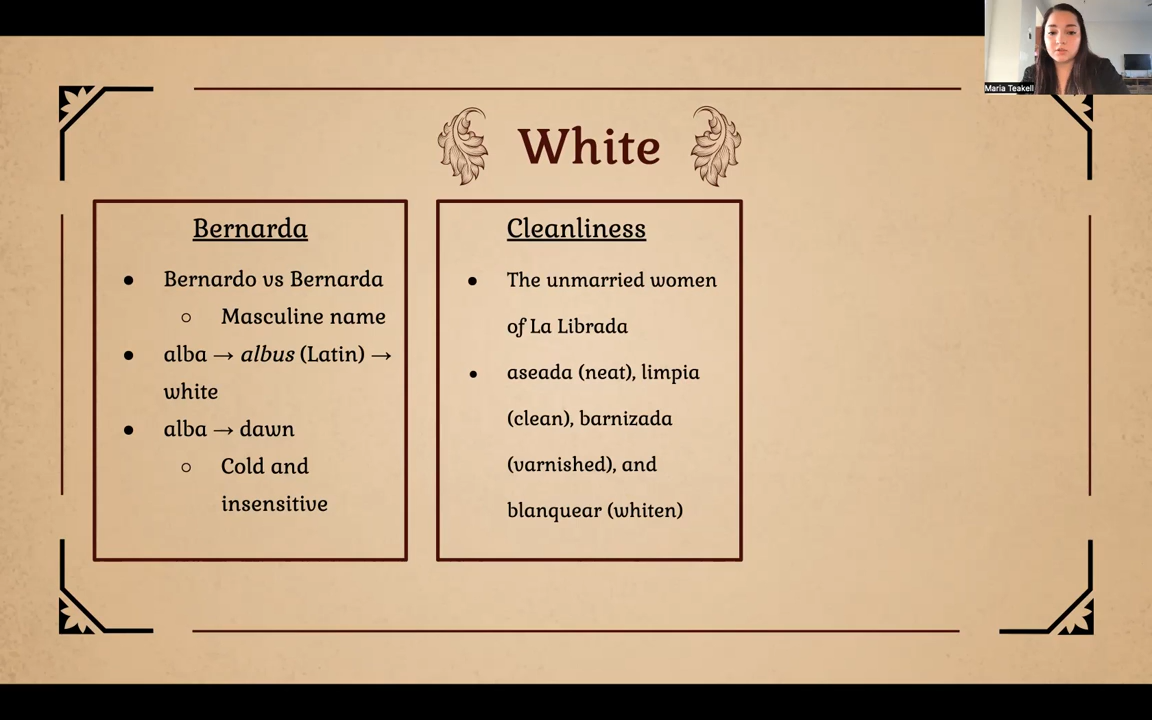 Maria Teakell
White
Bernarda
● Bernardo vs Bernarda
○ Masculine name
● alba → albus (Latin) →
white
● alba → dawn
○ Cold and
insensitive
Cleanliness
● The unmarried women
of La Librada
● aseada (neat), limpia
(clean), barnizada
(varnished), and
blanquear (whiten)